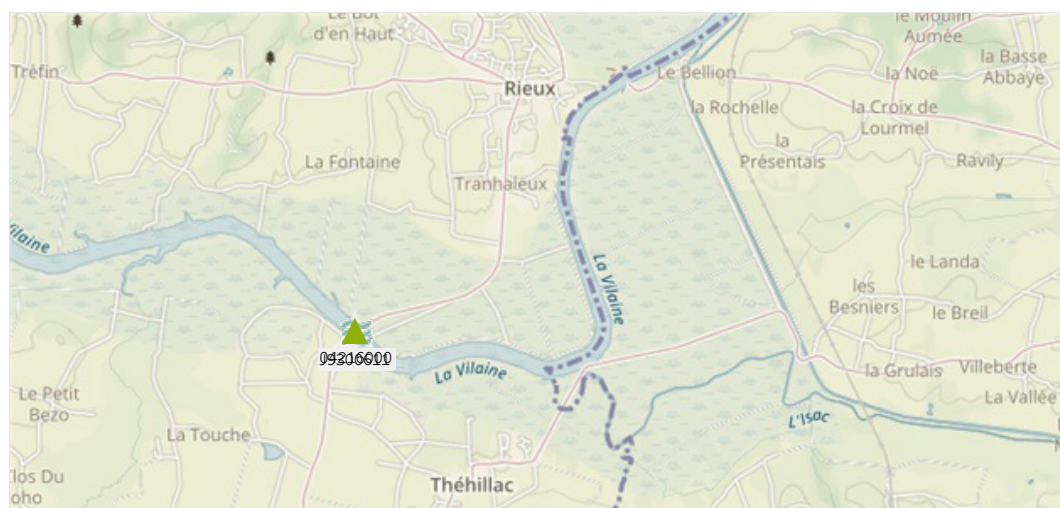 Le Bot
d'en Haut
le Moulin
Aumée
Tréfin
Rieux
Le Bellion
la Noë
la Basse
Abbaye
la Rochelle
la Croix de
Lourmel
la
Présentais
La Fontaine
Ravily
Tranhaleux
Vilaine
le Landa
La Vilaine
les
Besniers
le Breil
04216000
La Vilaine
la Grulais
Villeberte
Le Petit
Bezo
La Vallée
La Touche
L'Isac
Clos Du
Théhillac